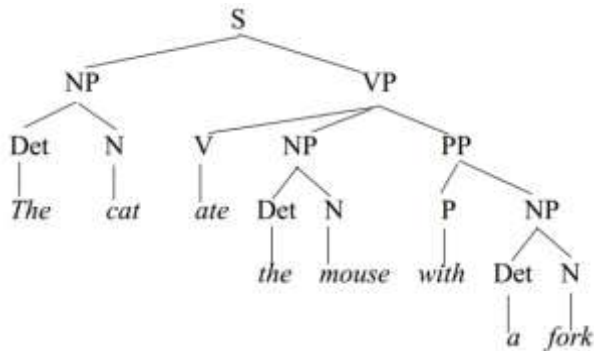 S
NP VP
Det N V NP PP
The cat ate Det N P NP
the mouse with Det N
a fork